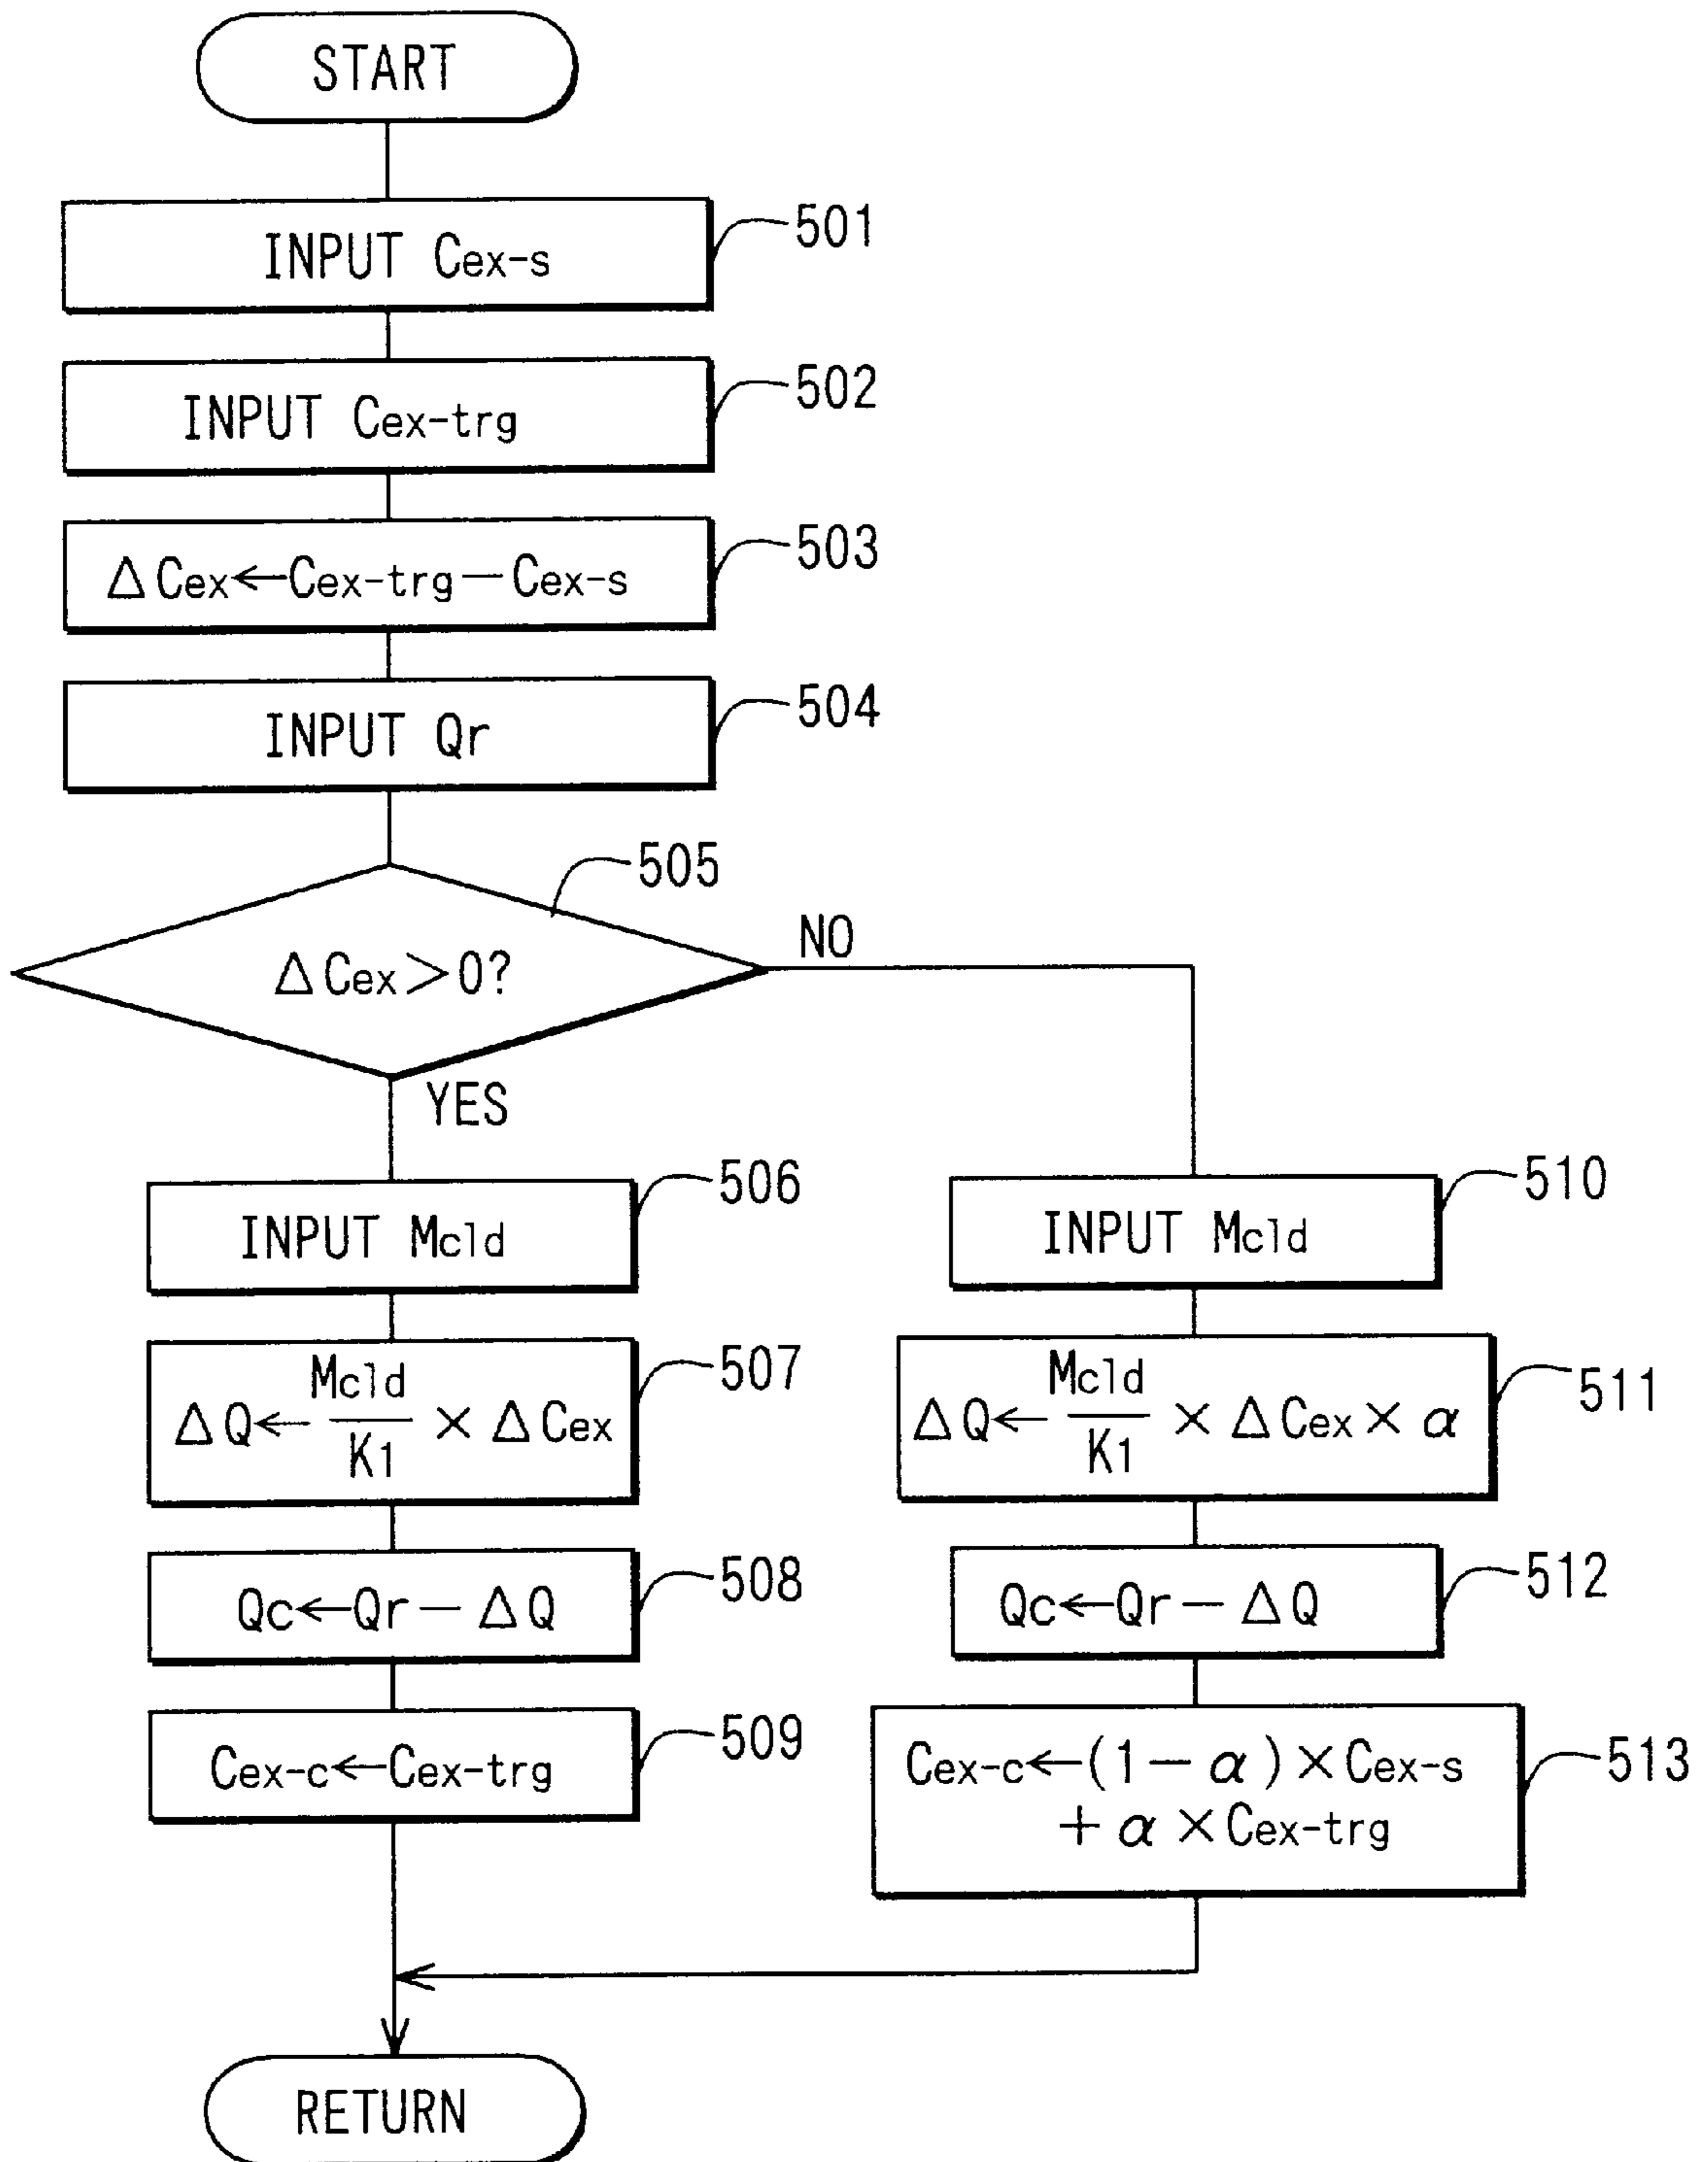 START
INPUT Cex-s
501
INPUT Cex-trg
502
ΔCex←Cex-trg−Cex-s
503
INPUT Qr
504
505
ΔCex>0?
NO
YES
INPUT Mcld
506
ΔQ← Mcld/K1 × ΔCex
507
Qc←Qr−ΔQ
508
Cex-c←Cex-trg
509
INPUT Mcld
510
ΔQ← Mcld/K1 × ΔCex × α
511
Qc←Qr−ΔQ
512
Cex-c←(1−α)×Cex-s
+α×Cex-trg
513
RETURN